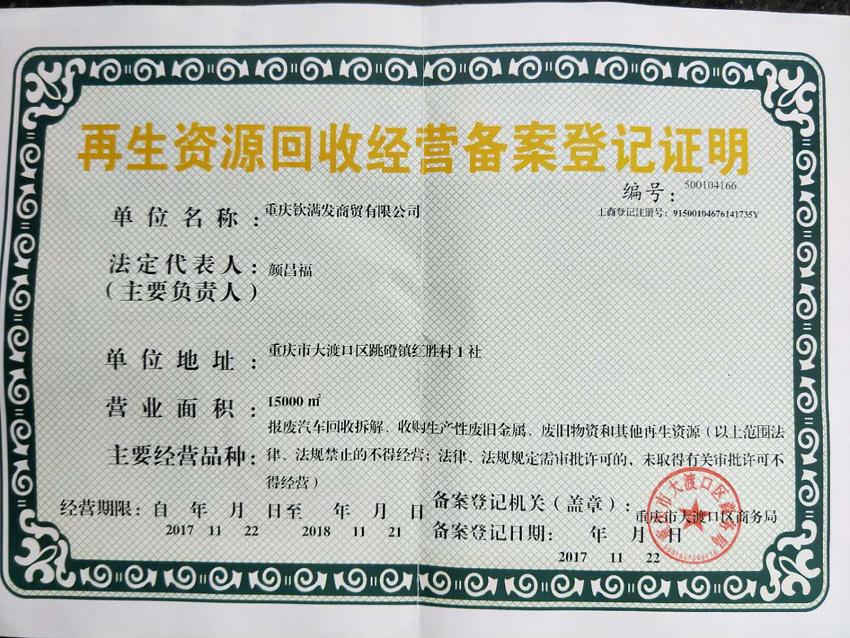 再生资源回收经营备案登记证明
编号：500104166
工商登记注册号：91500104676141735Y
单位名称：重庆钦满发商贸有限公司
法定代表人：颜昌福
（主要负责人）
单位地址：重庆市大渡口区跳磴镇红胜村1社
营业面积：15000㎡
报废汽车回收拆解、收购生产性废旧金属、废旧物资和其他再生资源（以上范围法
主要经营品种：律、法规禁止的不得经营；法律、法规规定需审批许可的，未取得有关审批许可不
得经营）
经营期限：自 年 月 日至 年 月 日
2017 11 22 2018 11 21
备案登记机关（盖章）：重庆市大渡口区商务局
备案登记日期： 年 月 日
2017 11 22
重庆市大渡口区商务局